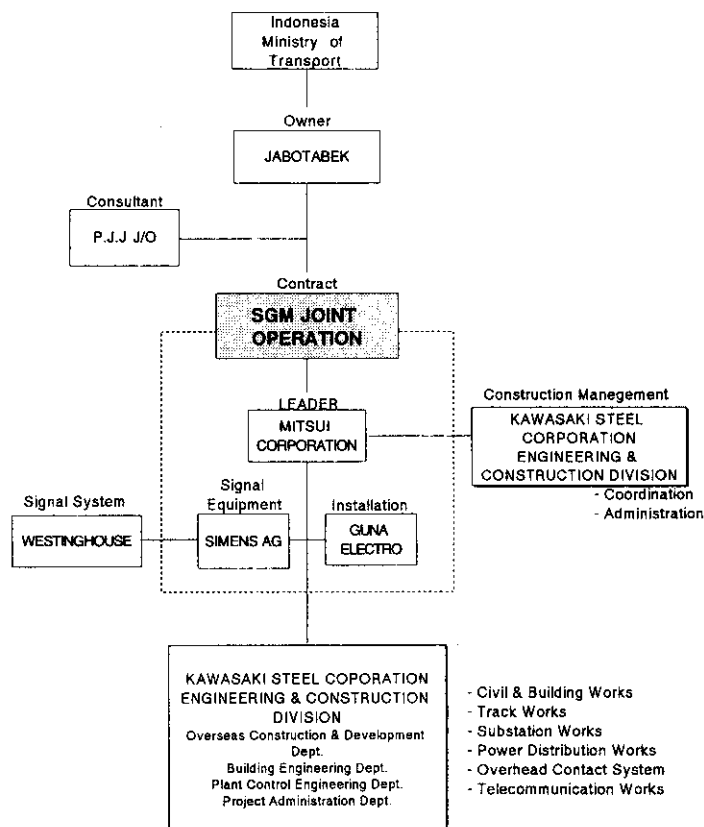 Indonesia
Ministry of
Transport
Owner
JABOTABEK
Consultant
P.J.J J/O
Contract
SGM JOINT
OPERATION
LEADER
MITSUI
CORPORATION
Construction Manegement
KAWASAKI STEEL
CORPORATION
ENGINEERING &
CONSTRUCTION DIVISION
- Coordination
- Administration
Signal System
WESTINGHOUSE
Signal
Equipment
SIMENS AG
Installation
GUNA
ELECTRO
KAWASAKI STEEL COPORATION
ENGINEERING & CONSTRUCTION
DIVISION
Overseas Construction & Development
Dept.
Building Engineering Dept.
Plant Control Engineering Dept.
Project Administration Dept.
- Civil & Building Works
- Track Works
- Substation Works
- Power Distribution Works
- Overhead Contact System
- Telecommunication Works